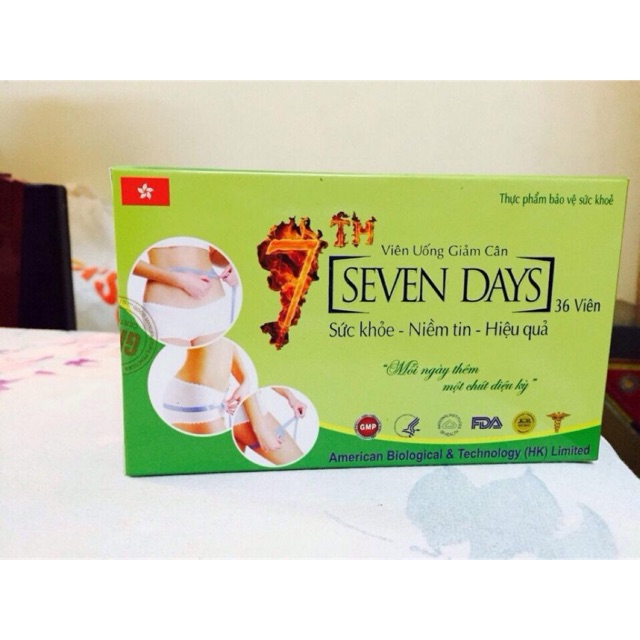 Thực phẩm bảo vệ sức khoẻ
7TH
Viên Uống Giảm Cân
[SEVEN DAYS]
36 Viên
Sức khỏe - Niềm tin - Hiệu quả
"Mỗi ngày thêm
một chút diệu kỳ"
GMP
FDA
American Biological & Technology (HK) Limited